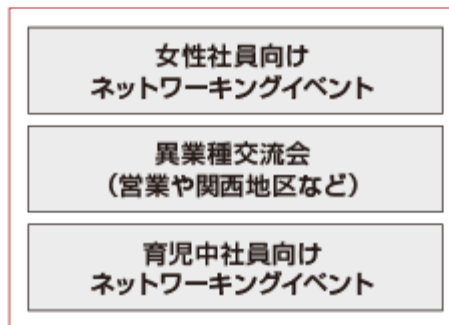 女性社員向け
ネットワーキングイベント
異業種交流会
（営業や関西地区など）
育児中社員向け
ネットワーキングイベント